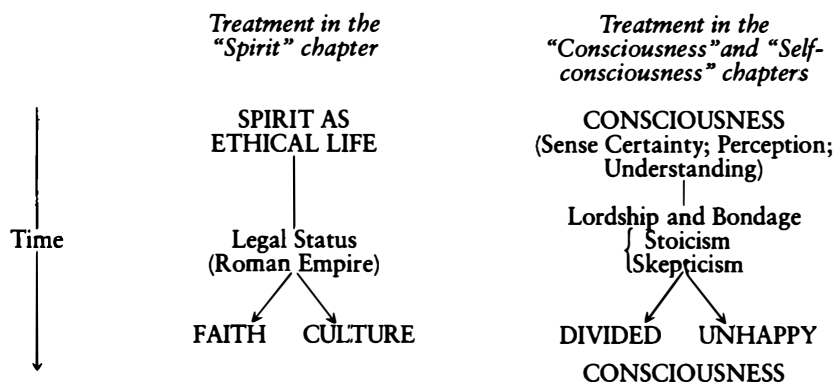 Treatment in the
“Spirit” chapter
Treatment in the
“Consciousness”and “Self-
consciousness” chapters
SPIRIT AS
ETHICAL LIFE
CONSCIOUSNESS
(Sense Certainty; Perception;
Understanding)
Time
Legal Status
(Roman Empire)
Lordship and Bondage
Stoicism
Skepticism
FAITH CULTURE
DIVIDED UNHAPPY
CONSCIOUSNESS